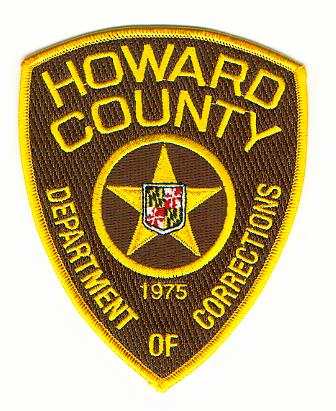 HOWARD
COUNTY
1975
DEPARTMENT OF CORRECTIONS